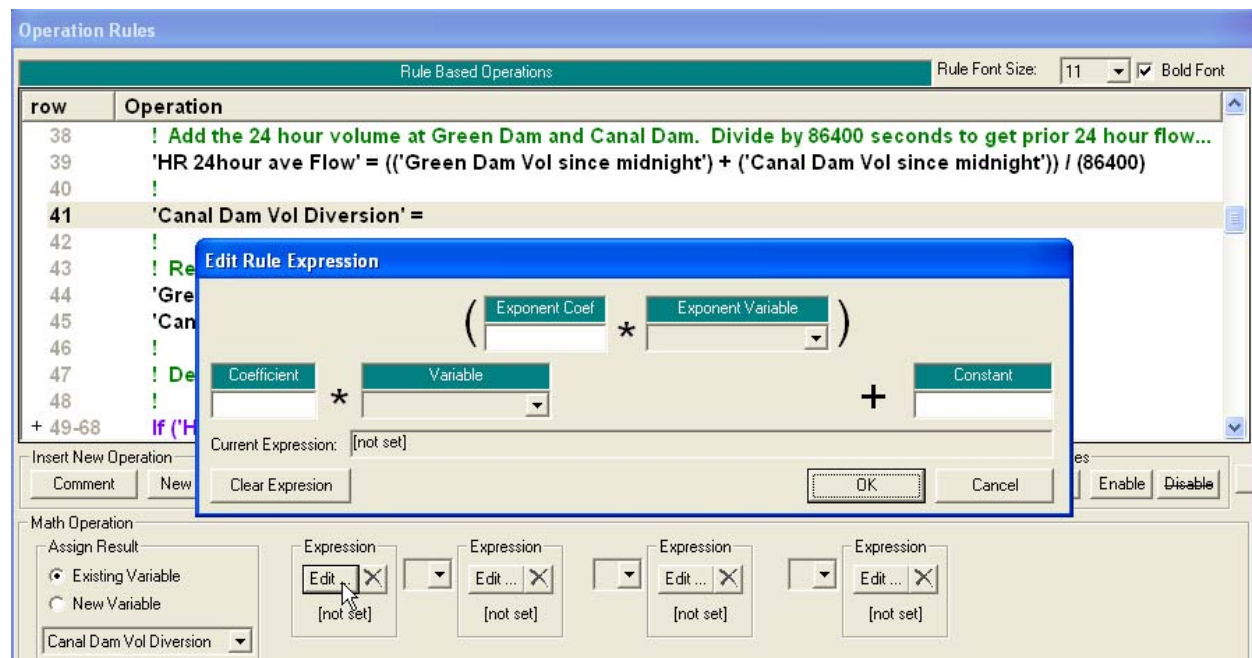 Operation Rules
Rule Based Operations Rule Font Size: 11 Bold Font
row Operation
38 ! Add the 24 hour volume at Green Dam and Canal Dam. Divide by 86400 seconds to get prior 24 hour flow...
39 'HR 24hour ave Flow' = (('Green Dam Vol since midnight') + ('Canal Dam Vol since midnight')) / (86400)
40 !
41 'Canal Dam Vol Diversion' =
42 !
43 ! Re
44 'Gre
45 'Can
46 !
47 ! De
48 !
+ 49-68 If ('H
Edit Rule Expression
( Exponent Coef * Exponent Variable )
Coefficient * Variable + Constant
Current Expression: [not set]
Clear Expresion OK Cancel
Insert New Operation es
Comment New Enable Disable
Math Operation
Assign Result Expression Expression Expression Expression
Existing Variable Edit ... Edit ... Edit ... Edit ...
New Variable [not set] [not set] [not set] [not set]
Canal Dam Vol Diversion